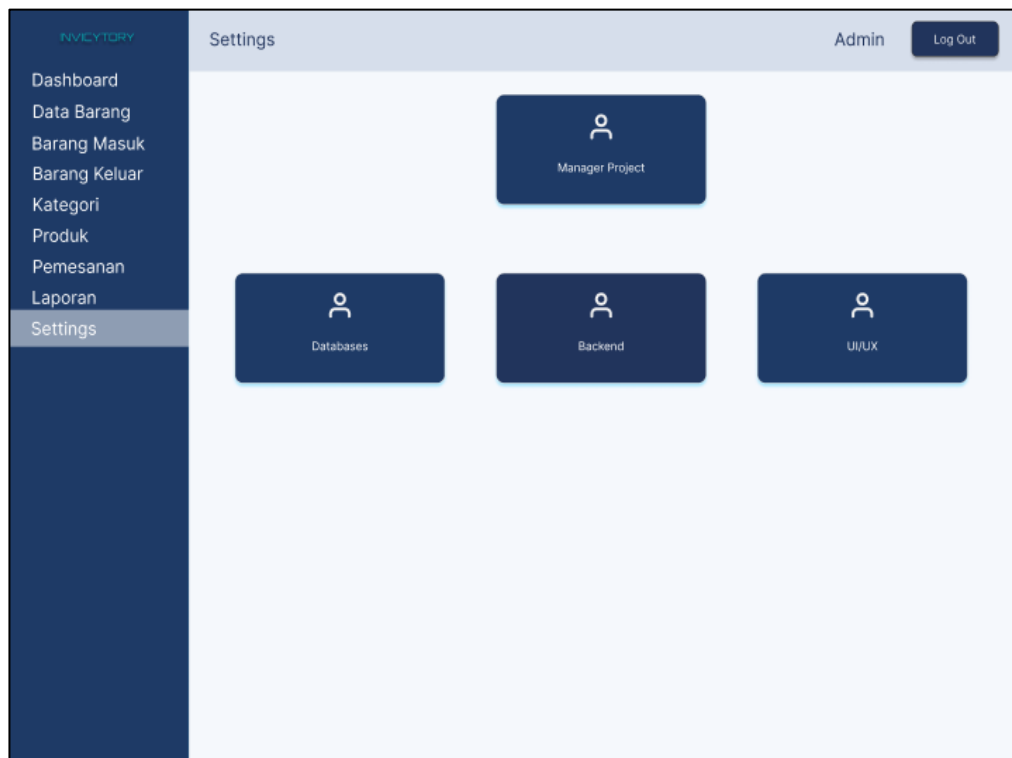 INVICYTORY
Settings
Admin
Log Out
Dashboard
Data Barang
Barang Masuk
Barang Keluar
Kategori
Produk
Pemesanan
Laporan
Settings
Manager Project
Databases
Backend
UI/UX